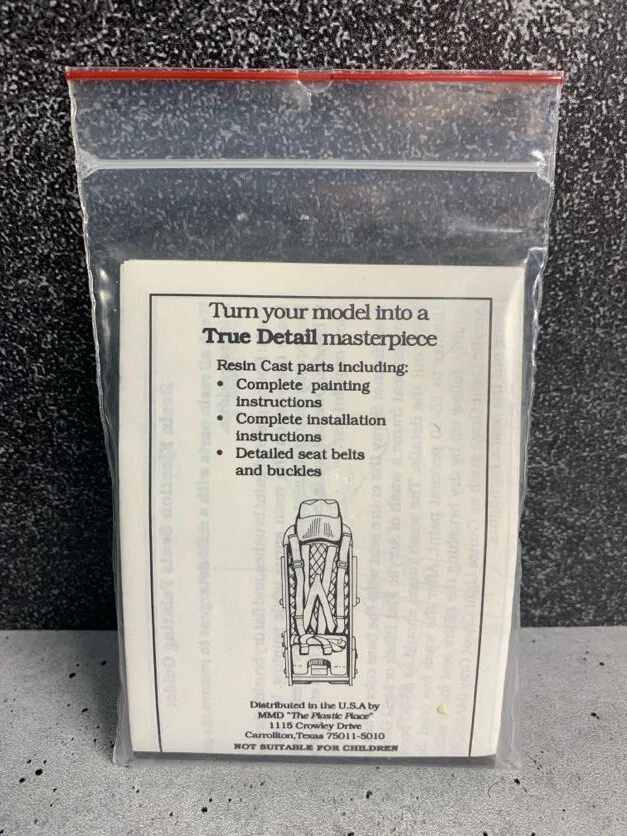 Turn your model into a
True Detail masterpiece
Resin Cast parts including:
• Complete painting
instructions
• Complete installation
instructions
• Detailed seat belts
and buckles
Distributed in the U.S.A by
MMD "The Plastic Place"
1115 Crowley Drive
Carrollton, Texas 75011-5010
NOT SUITABLE FOR CHILDREN